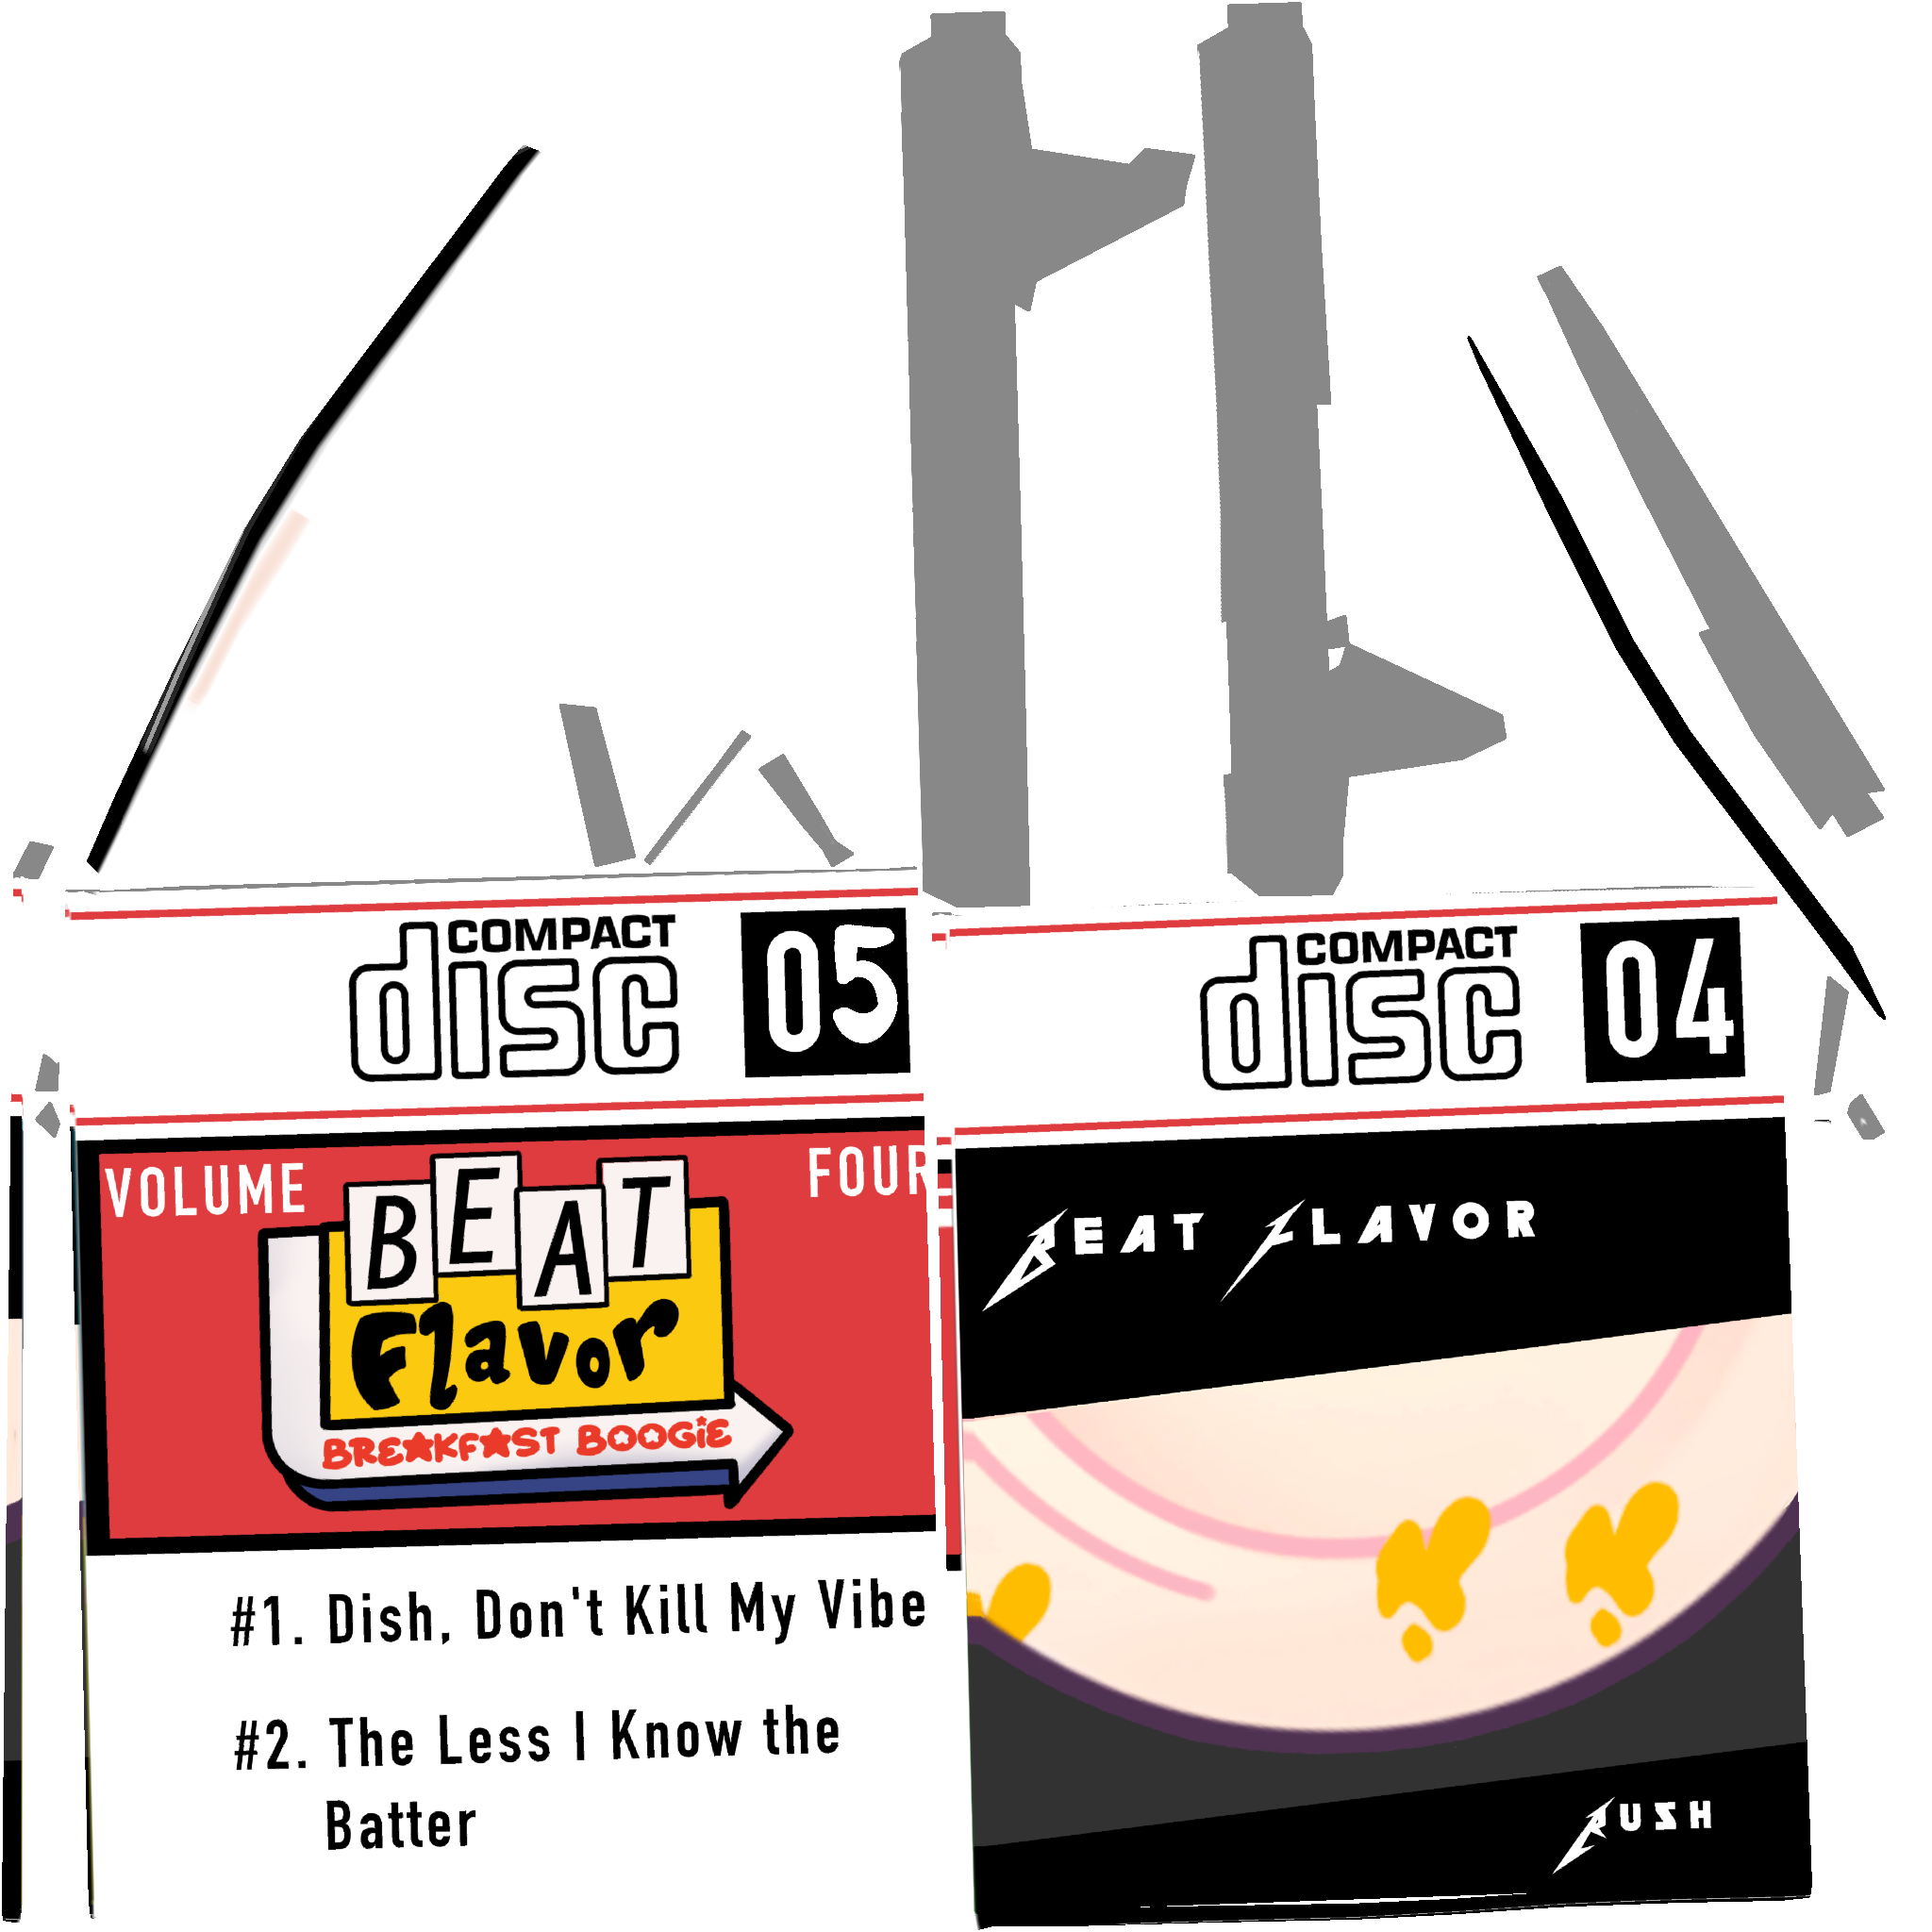 COMPACT
disc
05
VOLUME
FOUR
BEAT
Flavor
BREAKFAST BOOGIE
#1. Dish, Don't Kill My Vibe
#2. The Less I Know the
Batter
COMPACT
disc
04
BEAT FLAVOR
RUSH